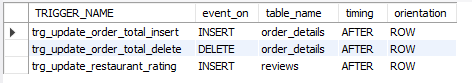 TRIGGER_NAME event_on table_name timing orientation
trg_update_order_total_insert INSERT order_details AFTER ROW
trg_update_order_total_delete DELETE order_details AFTER ROW
trg_update_restaurant_rating INSERT reviews AFTER ROW